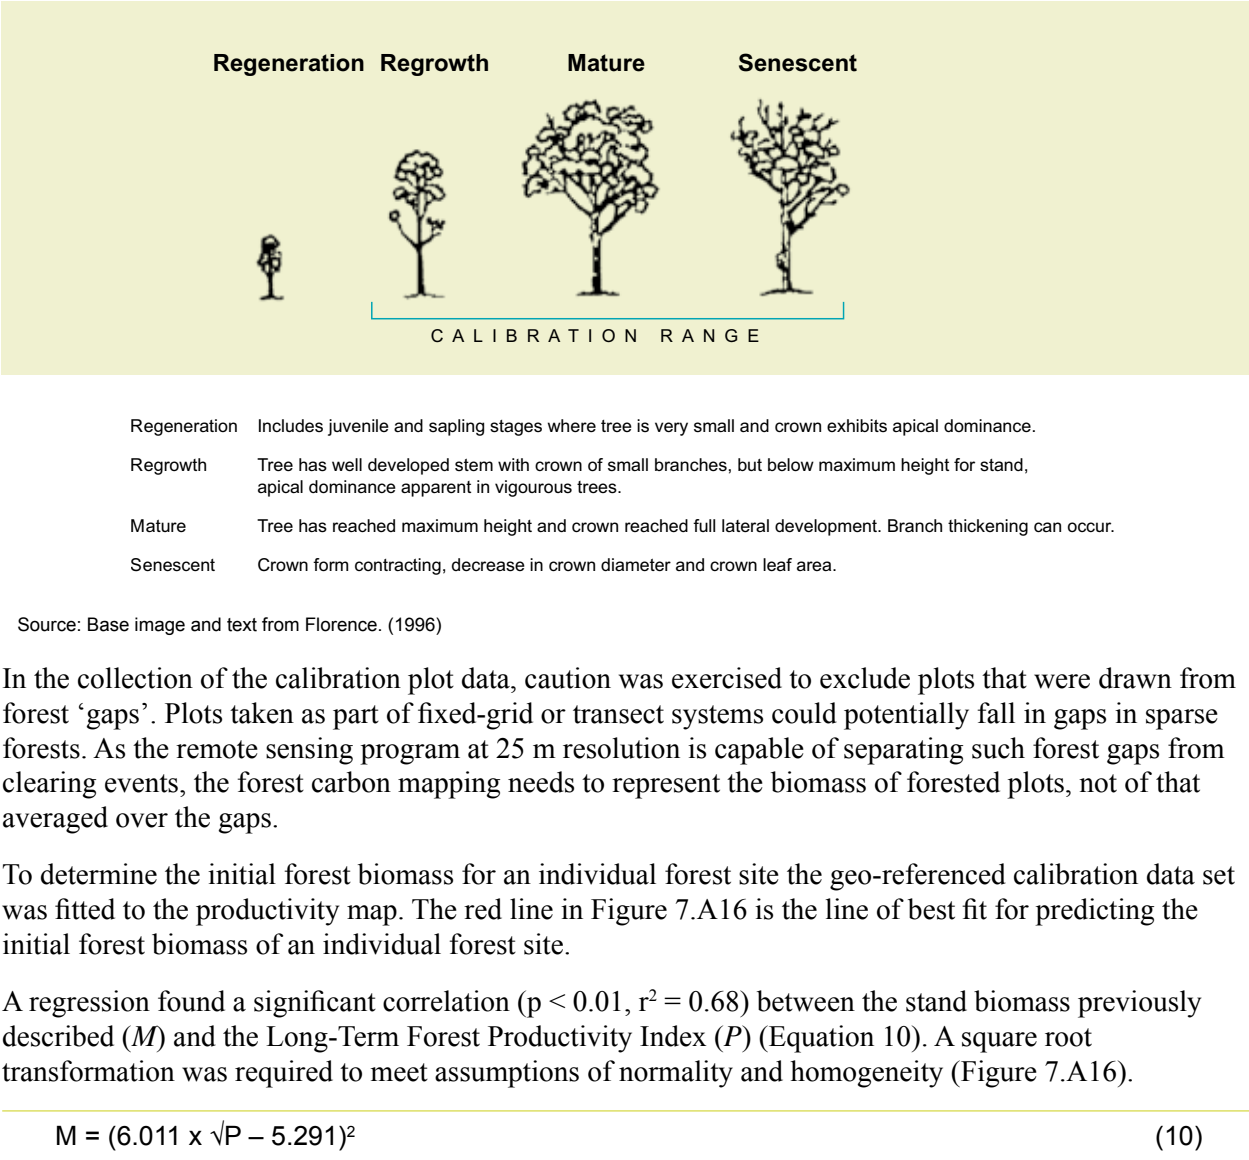 Regeneration Regrowth Mature Senescent
CALIBRATION RANGE
Regeneration Includes juvenile and sapling stages where tree is very small and crown exhibits apical dominance.
Regrowth Tree has well developed stem with crown of small branches, but below maximum height for stand,
apical dominance apparent in vigourous trees.
Mature Tree has reached maximum height and crown reached full lateral development. Branch thickening can occur.
Senescent Crown form contracting, decrease in crown diameter and crown leaf area.
Source: Base image and text from Florence. (1996)
In the collection of the calibration plot data, caution was exercised to exclude plots that were drawn from
forest ‘gaps’. Plots taken as part of fixed-grid or transect systems could potentially fall in gaps in sparse
forests. As the remote sensing program at 25 m resolution is capable of separating such forest gaps from
clearing events, the forest carbon mapping needs to represent the biomass of forested plots, not of that
averaged over the gaps.
To determine the initial forest biomass for an individual forest site the geo-referenced calibration data set
was fitted to the productivity map. The red line in Figure 7.A16 is the line of best fit for predicting the
initial forest biomass of an individual forest site.
A regression found a significant correlation (p < 0.01, r² = 0.68) between the stand biomass previously
described (M) and the Long-Term Forest Productivity Index (P) (Equation 10). A square root
transformation was required to meet assumptions of normality and homogeneity (Figure 7.A16).
M = (6.011 x √P – 5.291)² (10)